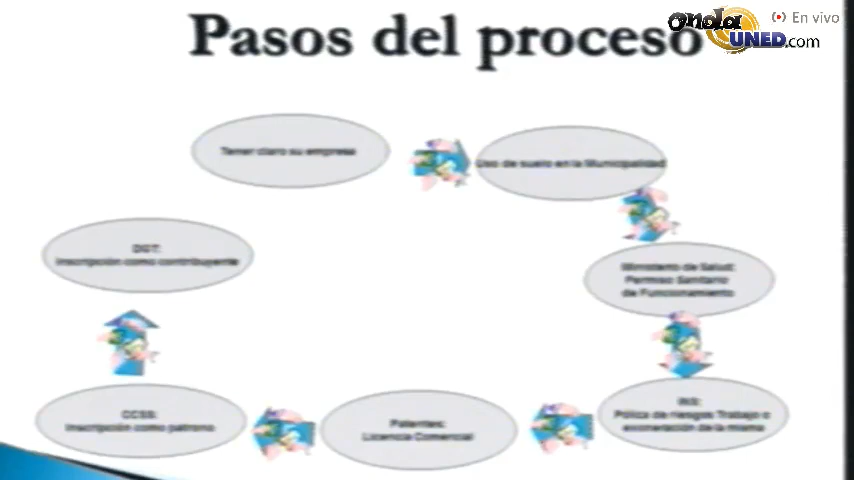 Pasos del proceso
Onda
UNED.com
En vivo
Tener claro su empresa
Uso de suelo en la Municipalidad
Ministerio de Salud:
Permiso Sanitario
de Funcionamiento
INS:
Póliza de riesgos Trabajo o
exoneración de la misma
Patentes:
Licencia Comercial
CCSS:
Inscripción como patrono
DGT:
Inscripción como contribuyente